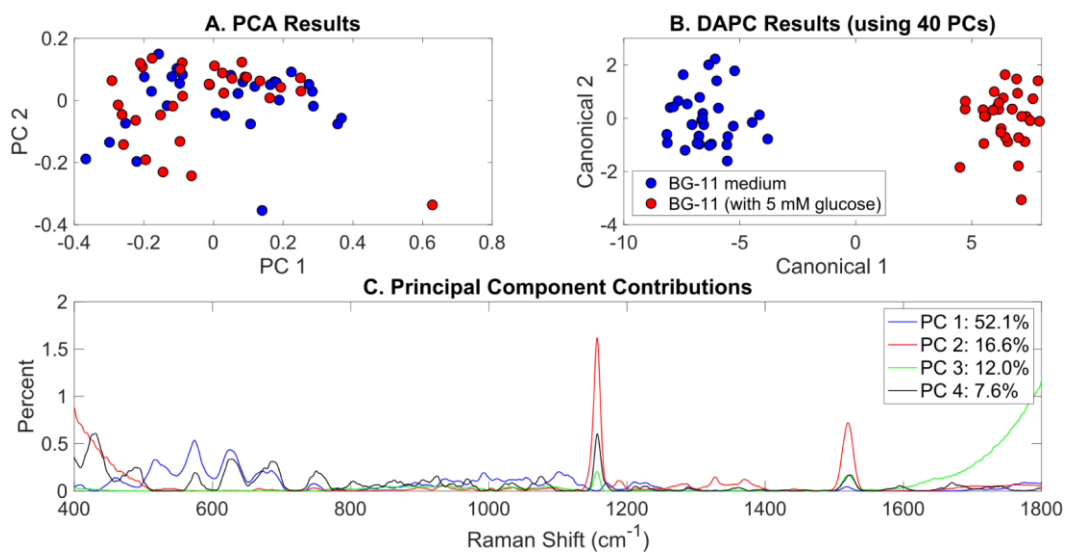 A. PCA Results
0.2
0
-0.2
-0.4
PC 2
-0.4 -0.2 0 0.2 0.4 0.6 0.8
PC 1
B. DAPC Results (using 40 PCs)
2
0
-2
-4
Canonical 2
BG-11 medium
BG-11 (with 5 mM glucose)
-10 -5 0 5
Canonical 1
C. Principal Component Contributions
2
1.5
1
0.5
0
Percent
PC 1: 52.1%
PC 2: 16.6%
PC 3: 12.0%
PC 4: 7.6%
400 600 800 1000 1200 1400 1600 1800
Raman Shift (cm-1)